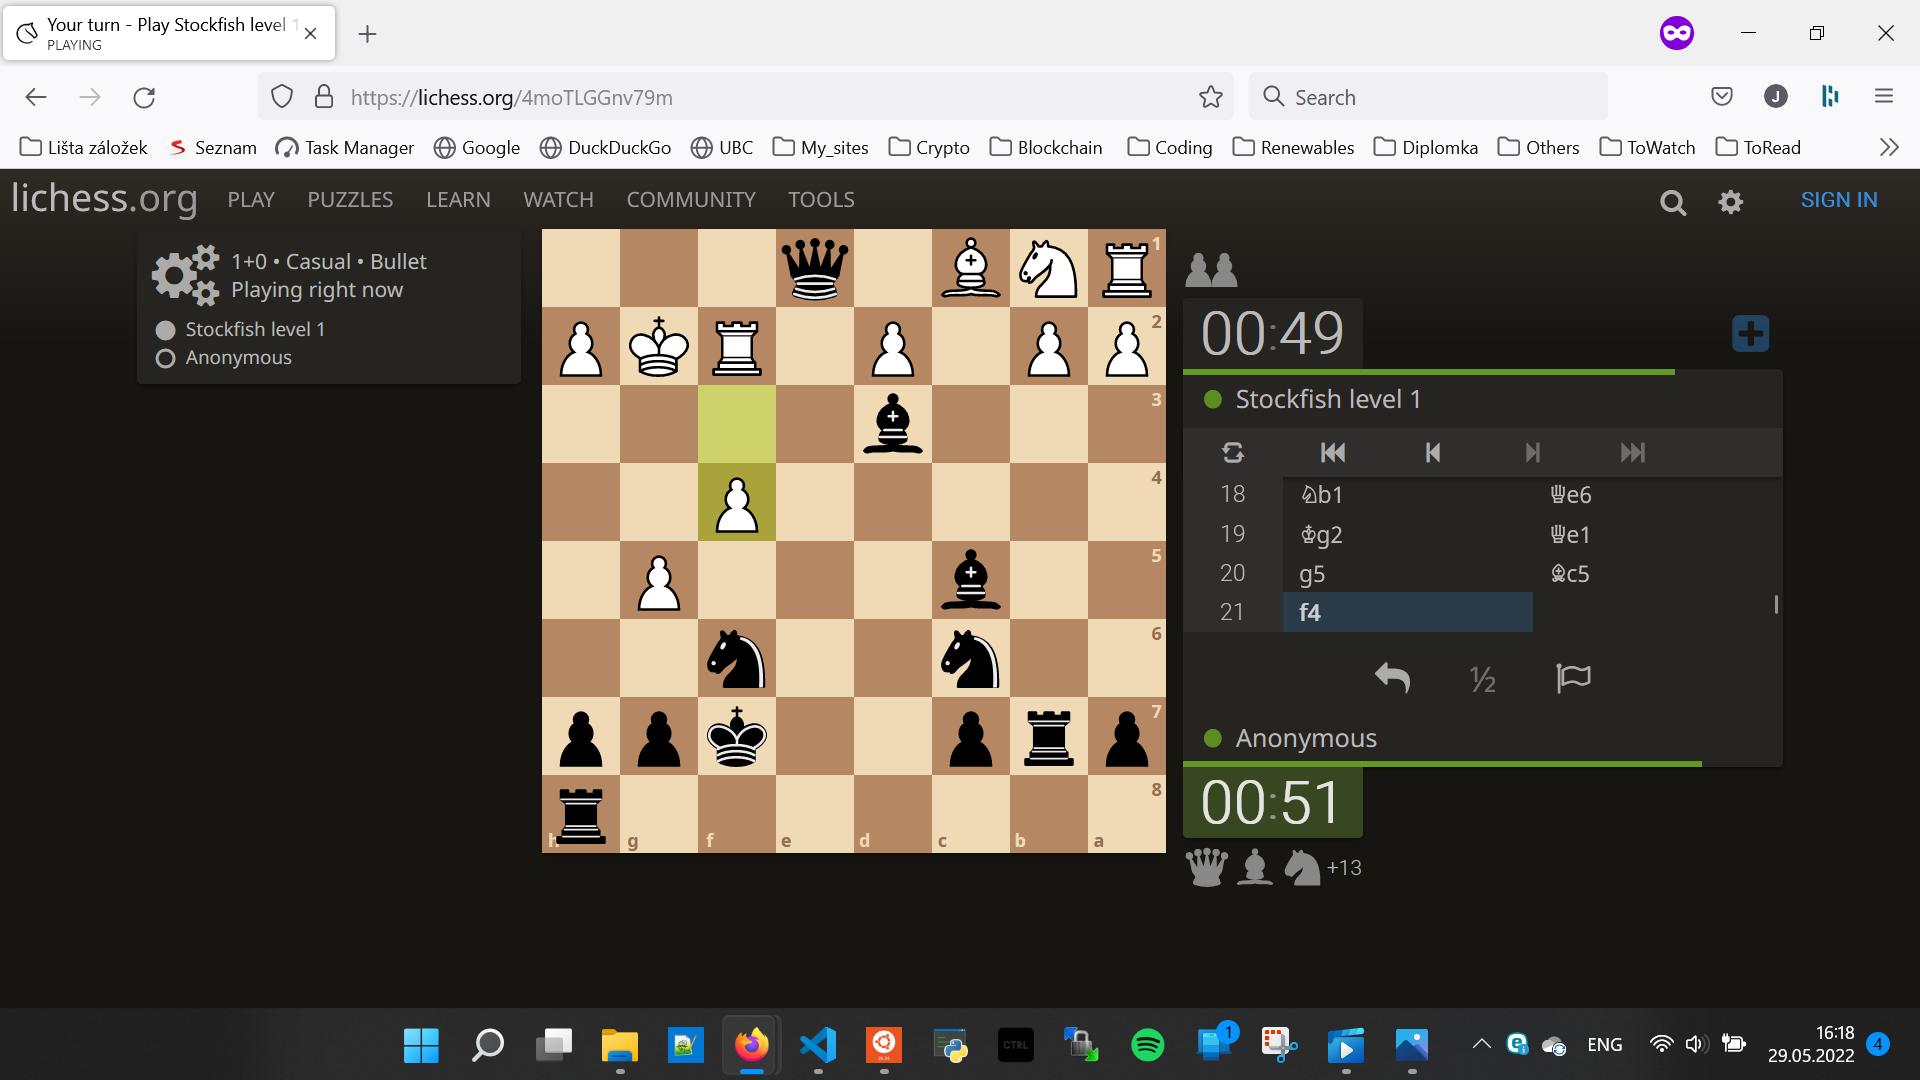 Your turn - Play Stockfish level 1
PLAYING
https://lichess.org/4moTLGGnv79m
Search
Lišta záložek Seznam Task Manager Google DuckDuckGo UBC My_sites Crypto Blockchain Coding Renewables Diplomka Others ToWatch ToRead
lichess.org PLAY PUZZLES LEARN WATCH COMMUNITY TOOLS SIGN IN
1+0 • Casual • Bullet
Playing right now
Stockfish level 1
Anonymous
1
2
3
4
5
6
7
8
h g f e d c b a
00:49
Stockfish level 1
18 ♘b1 ♕e6
19 ♔g2 ♕e1
20 g5 ♗c5
21 f4
½
Anonymous
00:51
+13
J
CTRL
1
ENG
16:18
29.05.2022
4